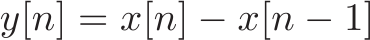 y[n] = x[n] − x[n − 1]